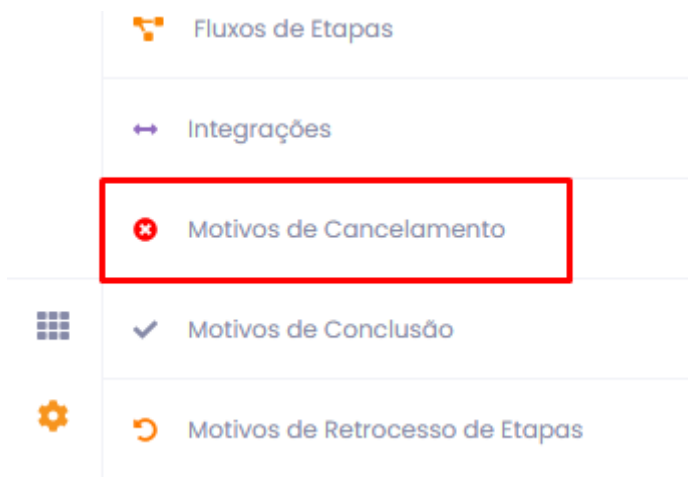 Fluxos de Etapas
Integrações
Motivos de Cancelamento
Motivos de Conclusão
Motivos de Retrocesso de Etapas